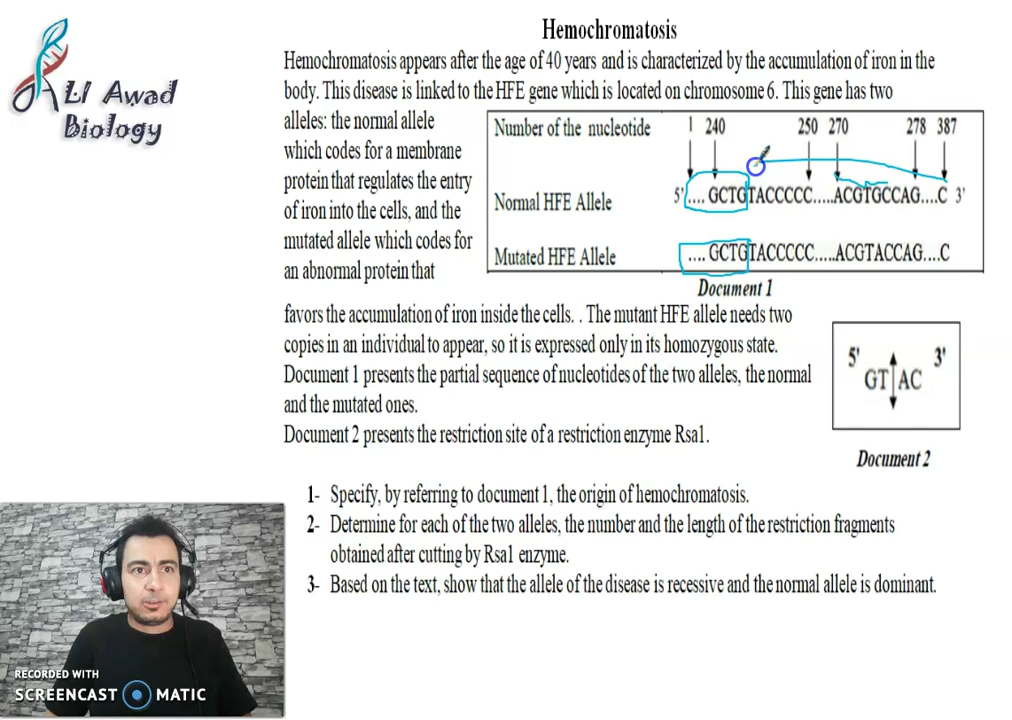 Hemochromatosis
Hemochromatosis appears after the age of 40 years and is characterized by the accumulation of iron in the
body. This disease is linked to the HFE gene which is located on chromosome 6. This gene has two
alleles: the normal allele
which codes for a membrane
protein that regulates the entry
of iron into the cells, and the
mutated allele which codes for
an abnormal protein that
Number of the nucleotide 1 240 250 270 278 387
Normal HFE Allele 5' .... GCTGTACCCCC.....ACGTGCCAG....C 3'
Mutated HFE Allele .... GCTGTACCCCC.....ACGTACCAG....C
Document 1
favors the accumulation of iron inside the cells. . The mutant HFE allele needs two
copies in an individual to appear, so it is expressed only in its homozygous state.
Document 1 presents the partial sequence of nucleotides of the two alleles, the normal
and the mutated ones.
Document 2 presents the restriction site of a restriction enzyme Rsa1.
5' 3'
GT AC
Document 2
1- Specify, by referring to document 1, the origin of hemochromatosis.
2- Determine for each of the two alleles, the number and the length of the restriction fragments
obtained after cutting by Rsa1 enzyme.
3- Based on the text, show that the allele of the disease is recessive and the normal allele is dominant.
ALI Awad
Biology
RECORDED WITH
SCREENCAST MATIC